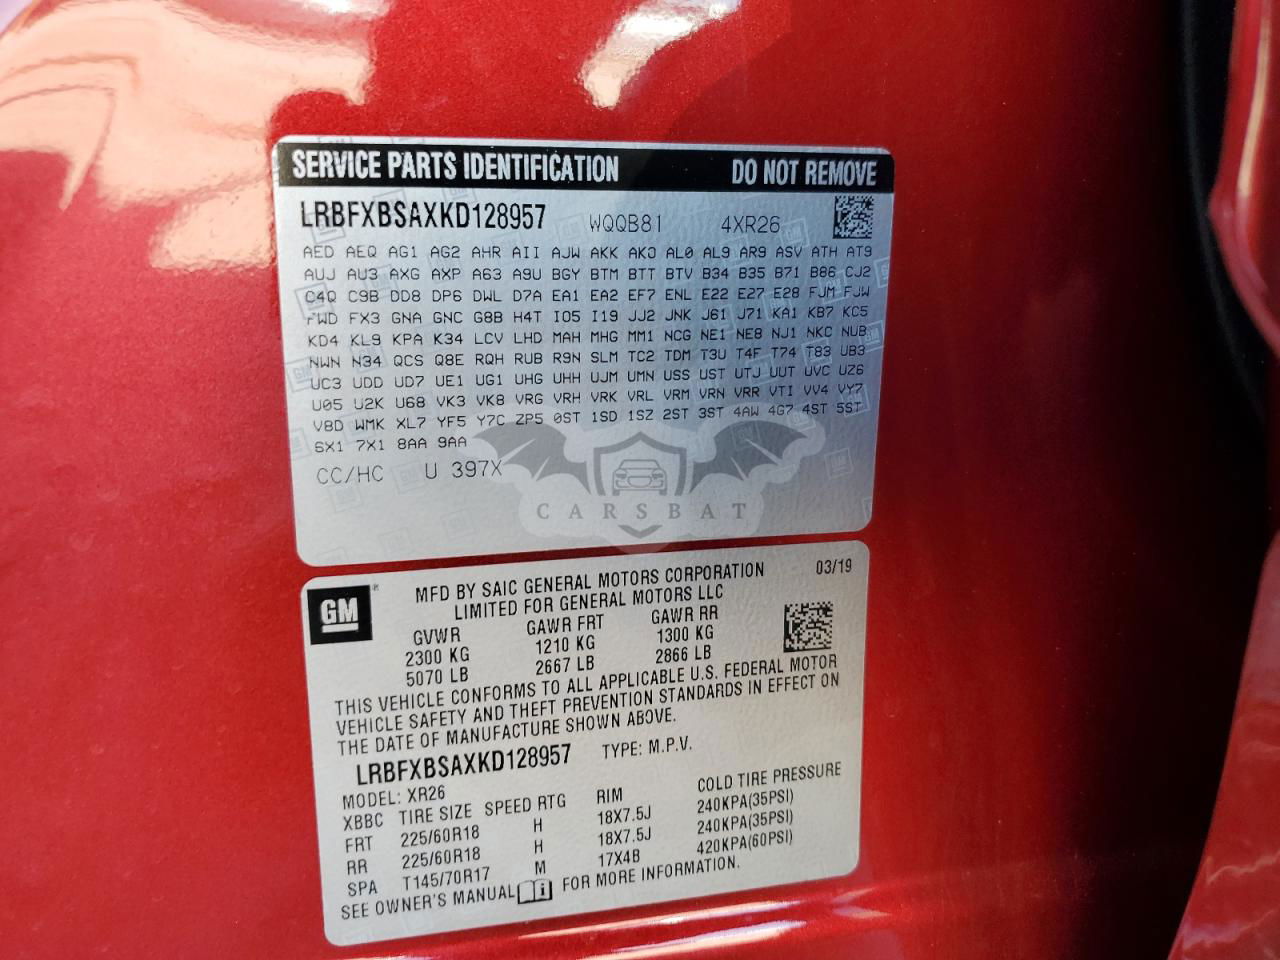 SERVICE PARTS IDENTIFICATION DO NOT REMOVE
LRBFXBSAXKD128957 WQQB81 4XR26
AED AEQ AG1 AG2 AHR AII AJW AKK AKO AL0 AL9 AR9 ASV ATH AT9
AUJ AU3 AXG AXP A63 A9U BGY BTM BTT BTV B34 B35 B71 B86 CJ2
C4Q C9B DD8 DP6 DWL D7A EA1 EA2 EF7 ENL E22 E27 E28 FJM FJW
FWD FX3 GNA GNC G8B H4T I05 I19 JJ2 JNK J61 J71 KA1 KB7 KC5
KD4 KL9 KPA K34 LCV LHD MAH MHG MM1 NCG NE1 NE8 NJ1 NKC NUB
NWN N34 QCS Q8E RQH RUB R9N SLM TC2 TDM T3U T4F T74 T83 UB3
UC3 UDD UD7 UE1 UG1 UHG UHH UJM UMN USS UST UTJ UUT UVC UZ6
U05 U2K U68 VK3 VK8 VRG VRH VRK VRL VRM VRN VRR VTI VV4 VY7
V8D WMK XL7 YF5 Y7C ZP5 0ST 1SD 1SZ 2ST 3ST 4AW 4G7 4ST 5ST
6X1 7X1 8AA 9AA
CC/HC U 397X
CARSBAT
GM
MFD BY SAIC GENERAL MOTORS CORPORATION 03/19
LIMITED FOR GENERAL MOTORS LLC
GVWR GAWR FRT GAWR RR
2300 KG 1210 KG 1300 KG
5070 LB 2667 LB 2866 LB
THIS VEHICLE CONFORMS TO ALL APPLICABLE U.S. FEDERAL MOTOR
VEHICLE SAFETY AND THEFT PREVENTION STANDARDS IN EFFECT ON
THE DATE OF MANUFACTURE SHOWN ABOVE.
LRBFXBSAXKD128957 TYPE: M.P.V.
MODEL: XR26
XBBC TIRE SIZE SPEED RTG RIM COLD TIRE PRESSURE
FRT 225/60R18 H 18X7.5J 240KPA(35PSI)
RR 225/60R18 H 18X7.5J 240KPA(35PSI)
SPA T145/70R17 M 17X4B 420KPA(60PSI)
SEE OWNER'S MANUAL FOR MORE INFORMATION.